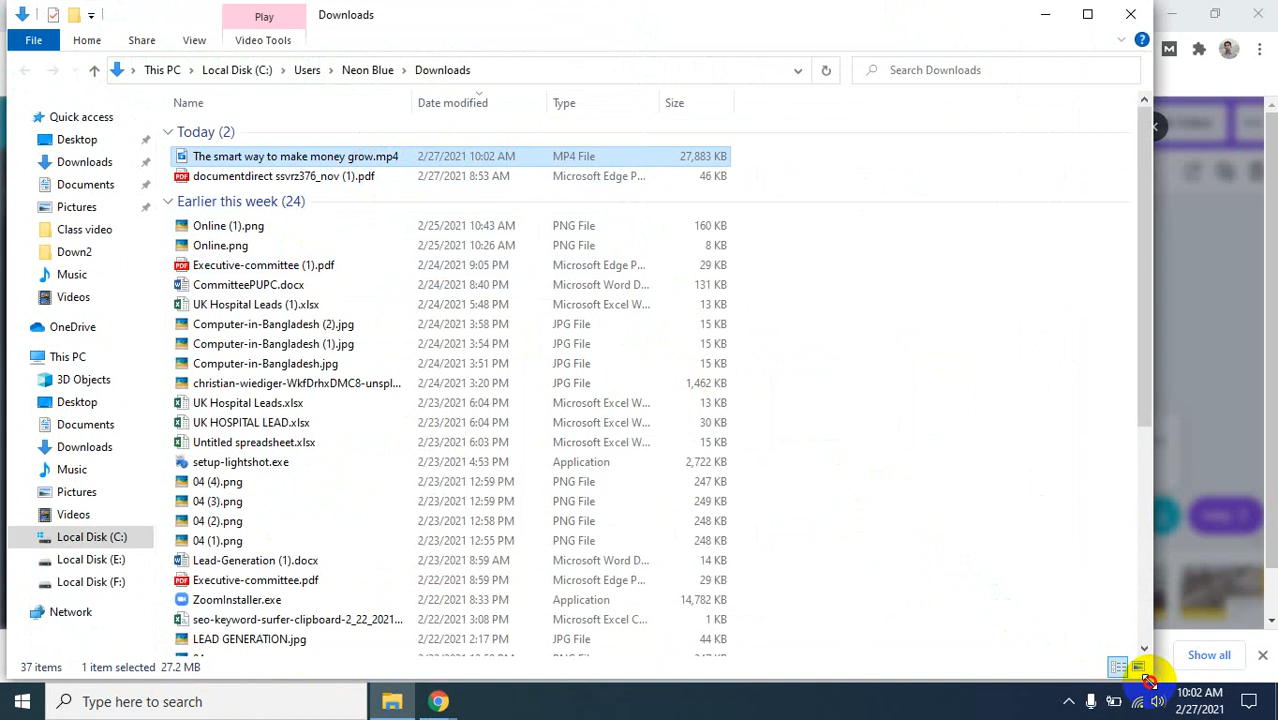 Play
Downloads
File
Home
Share
View
Video Tools
This PC > Local Disk (C:) > Users > Neon Blue > Downloads
Search Downloads
Name
Date modified
Type
Size
Quick access
Desktop
Downloads
Documents
Pictures
Class video
Down2
Music
Videos
OneDrive
This PC
3D Objects
Desktop
Documents
Downloads
Music
Pictures
Videos
Local Disk (C:)
Local Disk (E:)
Local Disk (F:)
Network
Today (2)
The smart way to make money grow.mp4 2/27/2021 10:02 AM MP4 File 27,883 KB
documentdirect ssvrz376_nov (1).pdf 2/27/2021 8:53 AM Microsoft Edge P... 46 KB
Earlier this week (24)
Online (1).png 2/25/2021 10:43 AM PNG File 160 KB
Online.png 2/25/2021 10:26 AM PNG File 8 KB
Executive-committee (1).pdf 2/24/2021 9:05 PM Microsoft Edge P... 29 KB
CommitteePUPC.docx 2/24/2021 8:40 PM Microsoft Word D... 131 KB
UK Hospital Leads (1).xlsx 2/24/2021 5:48 PM Microsoft Excel W... 13 KB
Computer-in-Bangladesh (2).jpg 2/24/2021 3:58 PM JPG File 15 KB
Computer-in-Bangladesh (1).jpg 2/24/2021 3:54 PM JPG File 15 KB
Computer-in-Bangladesh.jpg 2/24/2021 3:51 PM JPG File 15 KB
christian-wiediger-WkfDrhxDMC8-unspl... 2/24/2021 3:20 PM JPG File 1,462 KB
UK Hospital Leads.xlsx 2/23/2021 6:04 PM Microsoft Excel W... 13 KB
UK HOSPITAL LEAD.xlsx 2/23/2021 6:04 PM Microsoft Excel W... 30 KB
Untitled spreadsheet.xlsx 2/23/2021 6:03 PM Microsoft Excel W... 15 KB
setup-lightshot.exe 2/23/2021 4:53 PM Application 2,722 KB
04 (4).png 2/23/2021 12:59 PM PNG File 247 KB
04 (3).png 2/23/2021 12:59 PM PNG File 249 KB
04 (2).png 2/23/2021 12:58 PM PNG File 248 KB
04 (1).png 2/23/2021 12:55 PM PNG File 248 KB
Lead-Generation (1).docx 2/23/2021 8:59 AM Microsoft Word D... 14 KB
Executive-committee.pdf 2/22/2021 8:59 PM Microsoft Edge P... 29 KB
ZoomInstaller.exe 2/22/2021 8:33 PM Application 14,782 KB
seo-keyword-surfer-clipboard-2_22_2021... 2/22/2021 3:08 PM Microsoft Excel C... 1 KB
LEAD GENERATION.jpg 2/22/2021 2:17 PM JPG File 44 KB
37 items 1 item selected 27.2 MB
Show all
Type here to search
10:02 AM
2/27/2021